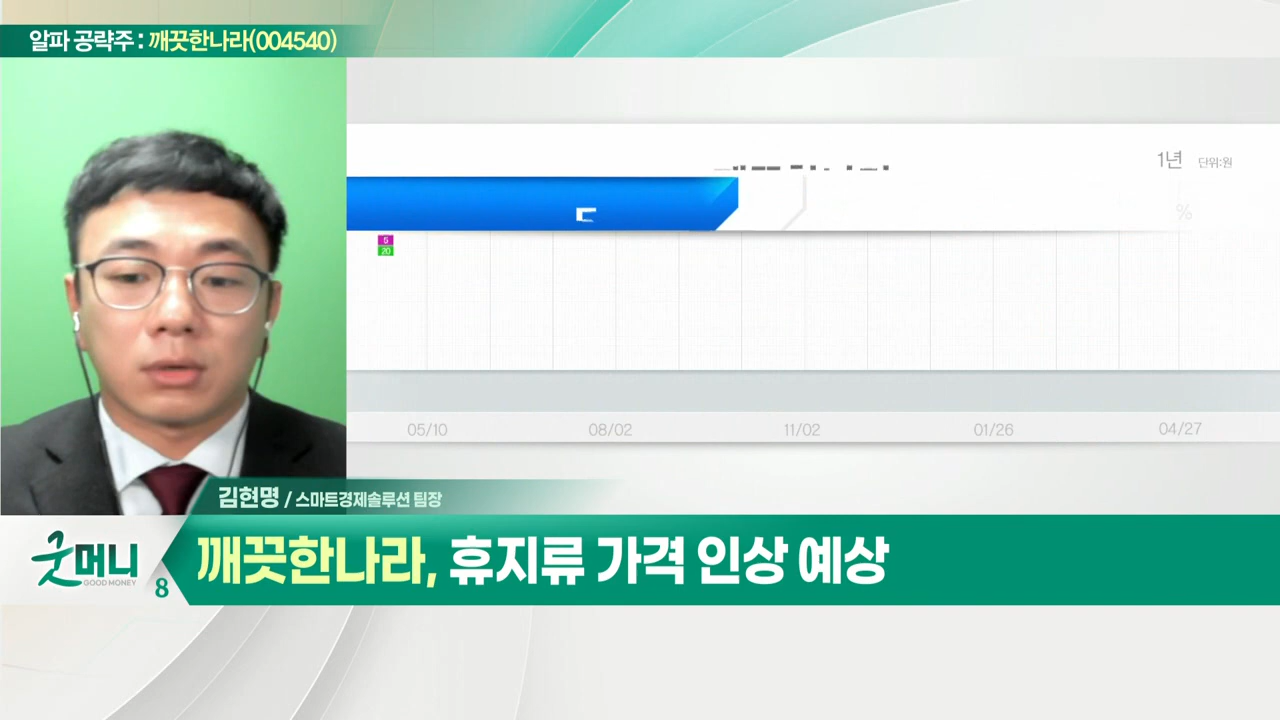 알파 공략주 : 깨끗한나라(004540)
1년 단위:원
%
5
20
05/10 08/02 11/02 01/26 04/27
김현명 / 스마트경제솔루션 팀장
굿머니
GOOD MONEY
8
깨끗한나라, 휴지류 가격 인상 예상